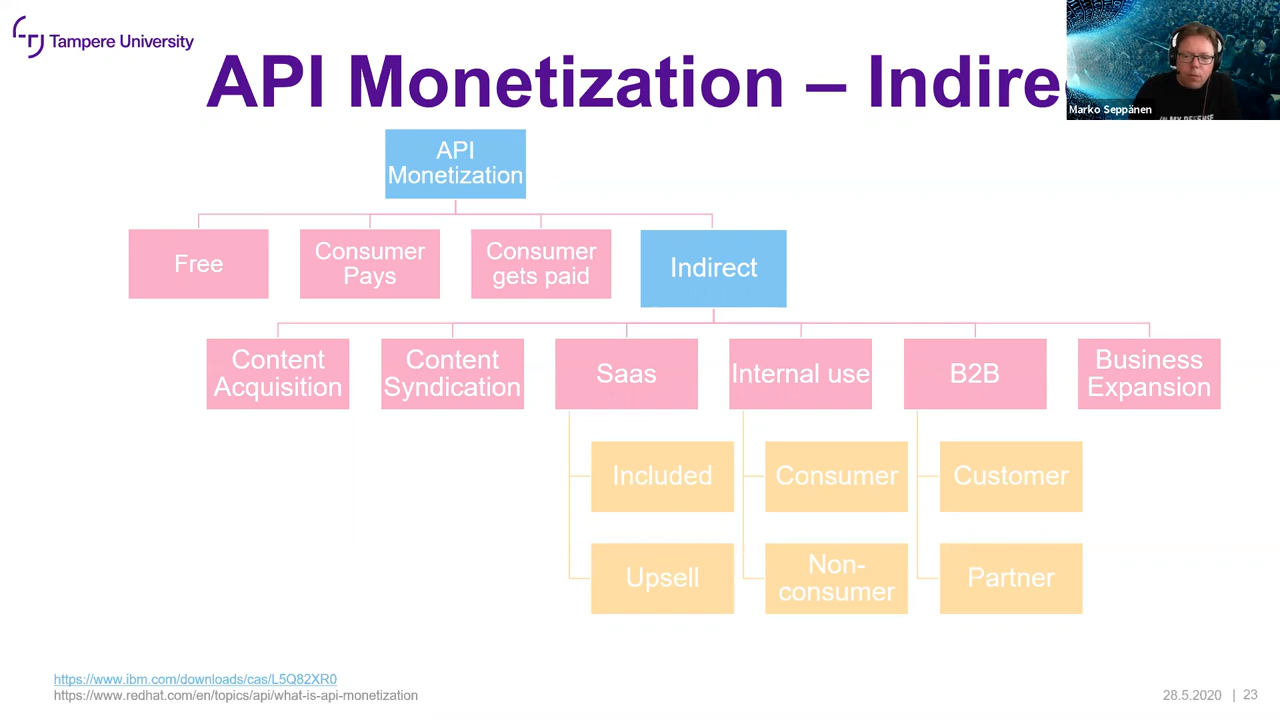 Tampere University
API Monetization – Indire
Marko Seppänen
API
Monetization
Free
Consumer
Pays
Consumer
gets paid
Indirect
Content
Acquisition
Content
Syndication
Saas
Internal use
B2B
Business
Expansion
Included
Consumer
Customer
Upsell
Non-
consumer
Partner
https://www.ibm.com/downloads/cas/L5Q82XR0
https://www.redhat.com/en/topics/api/what-is-api-monetization
28.5.2020 | 23